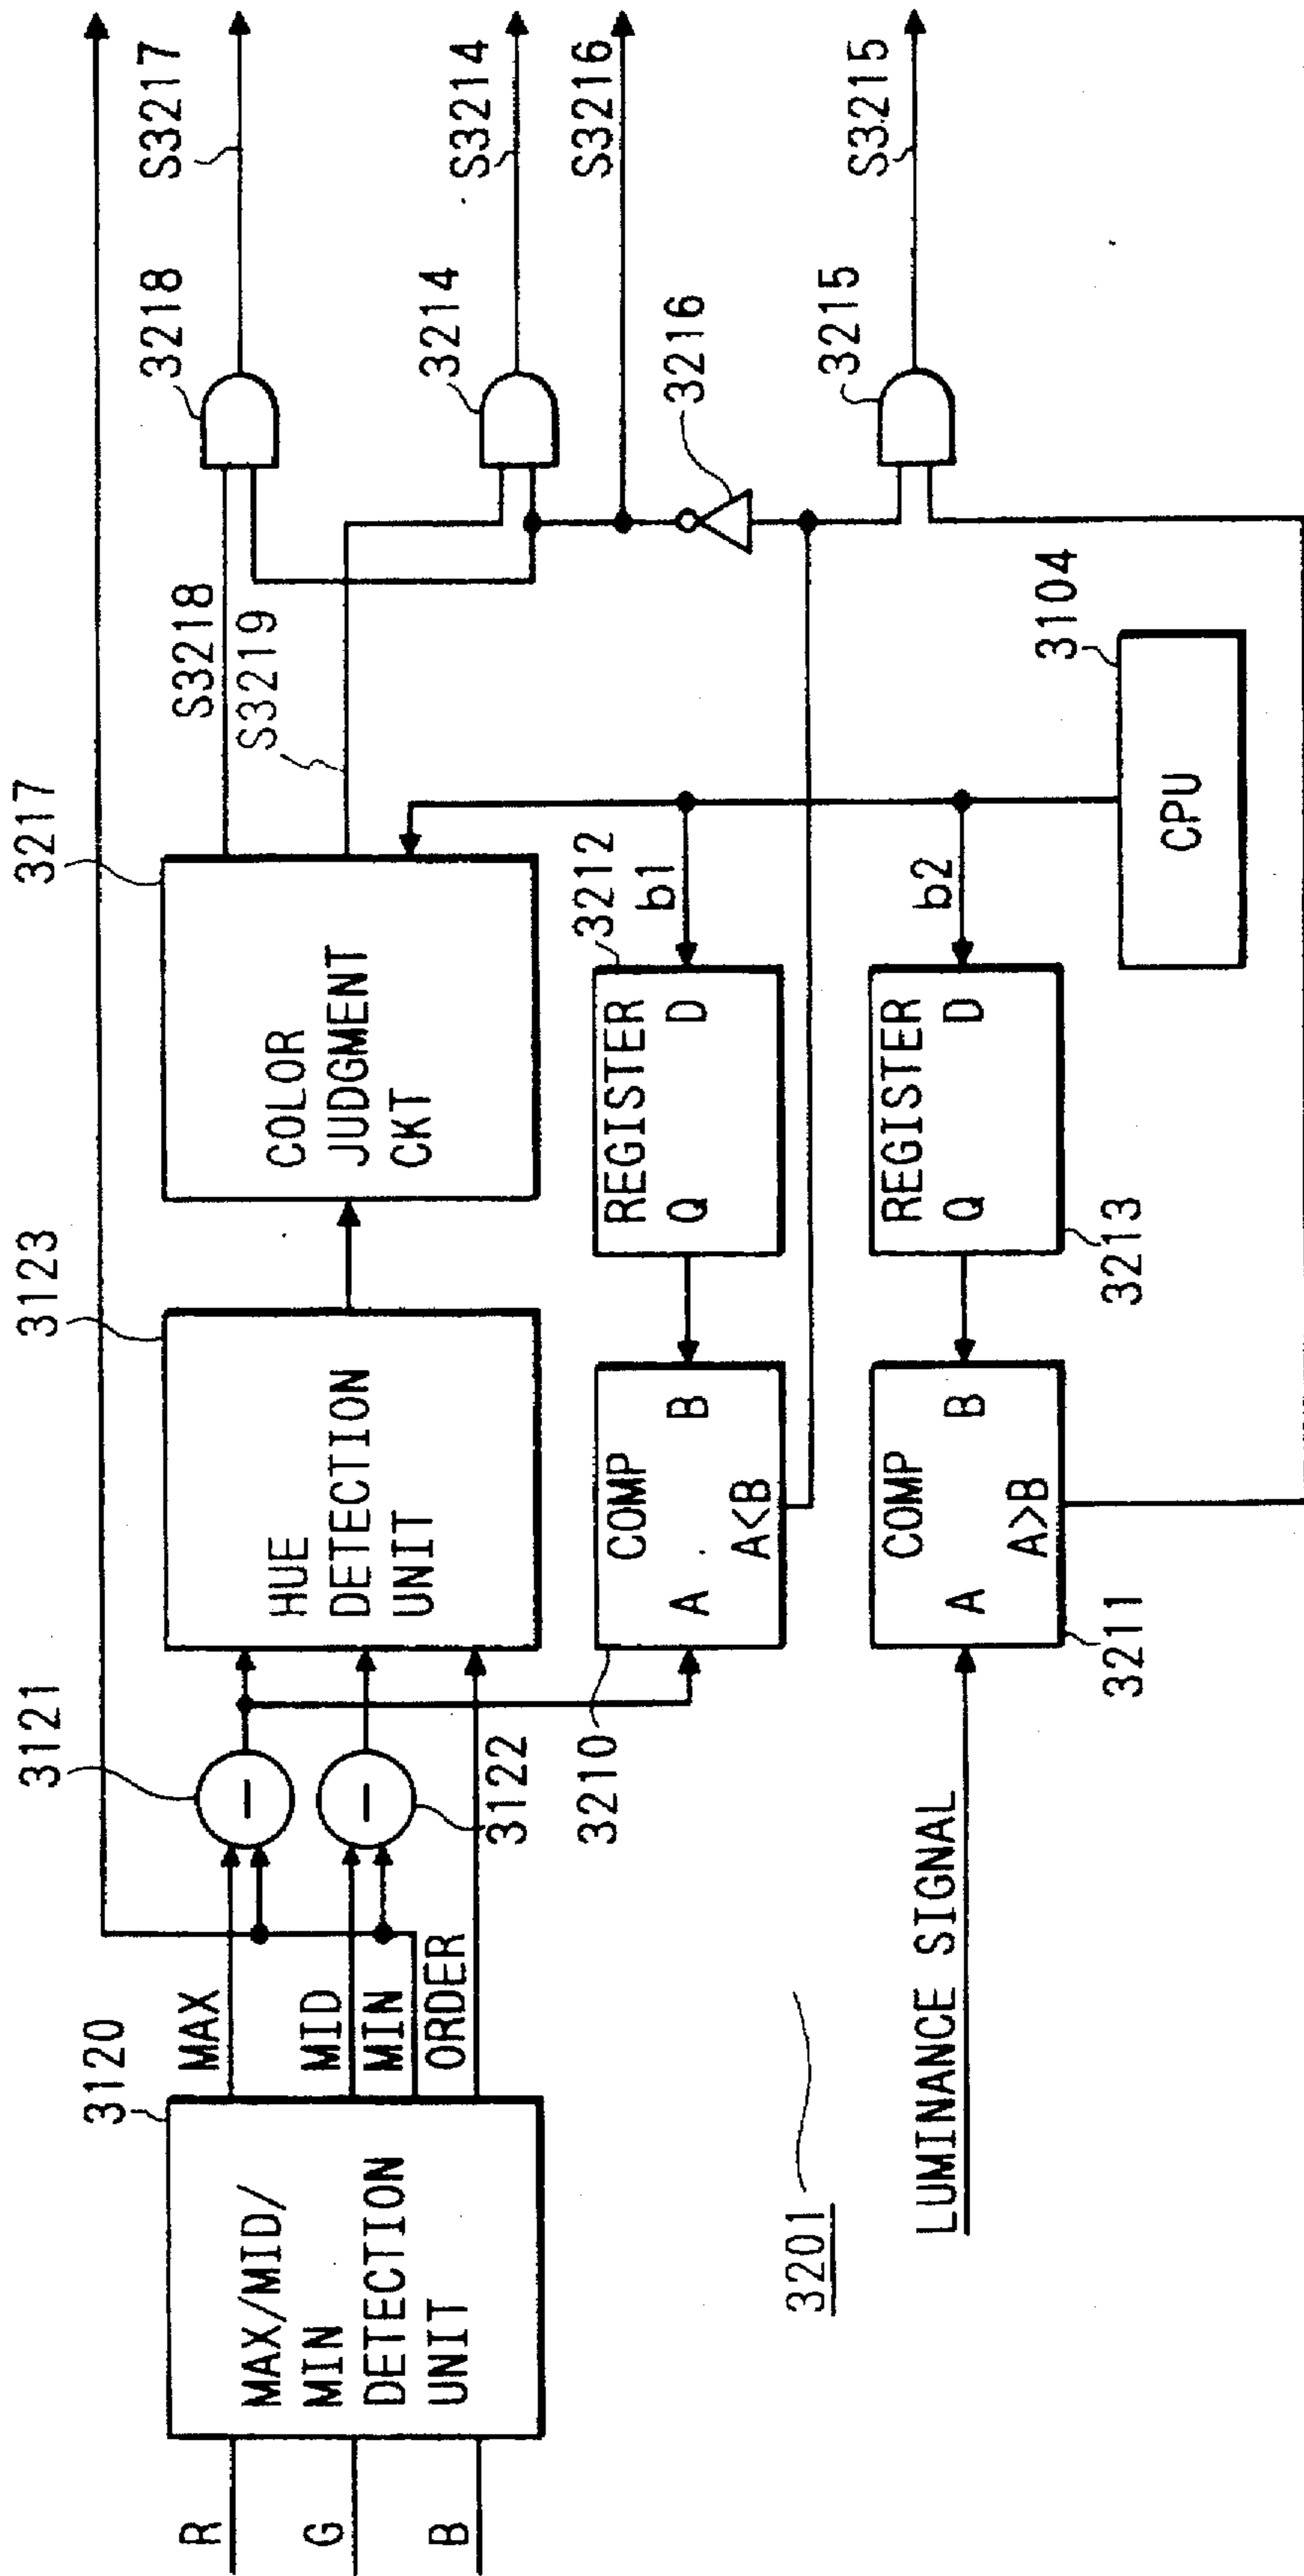 R
G
B
MAX/MID/
MIN
DETECTION
UNIT
3120
MAX
MID
MIN
ORDER
3121
3122
HUE
DETECTION
UNIT
3123
COLOR
JUDGMENT
CKT
3217
S3218
S3219
3218
S3217
3214
S3214
S3216
3216
3215
S3215
3210
COMP
A
B
A<B
REGISTER
Q
D
3212
b1
LUMINANCE SIGNAL
COMP
A
B
A>B
3211
REGISTER
Q
D
3213
b2
CPU
3104
3201